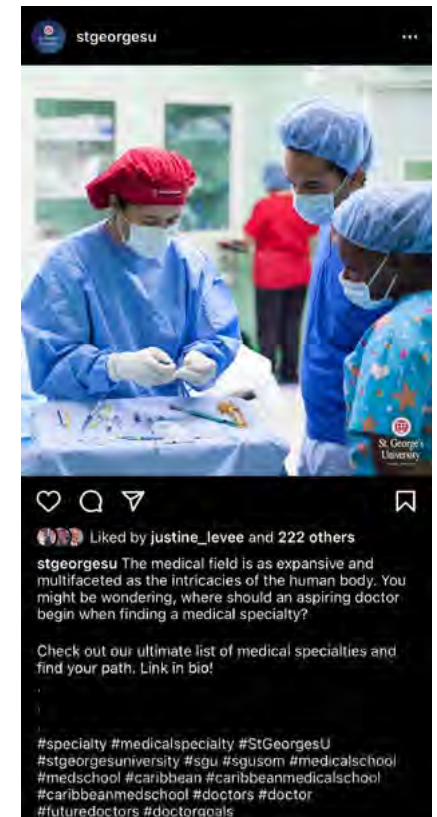 stgeorgesu
St. George's
University
Liked by justine_levee and 222 others
stgeorgesu The medical field is as expansive and
multifaceted as the intricacies of the human body. You
might be wondering, where should an aspiring doctor
begin when finding a medical specialty?
Check out our ultimate list of medical specialties and
find your path. Link in bio!
.
.
.
#specialty #medicalspecialty #StGeorgesU
#stgeorgesuniversity #sgu #sgusom #medicalschool
#medschool #caribbean #caribbeanmedicalschool
#caribbeanmedschool #doctors #doctor
#futuredoctors #doctorgoals